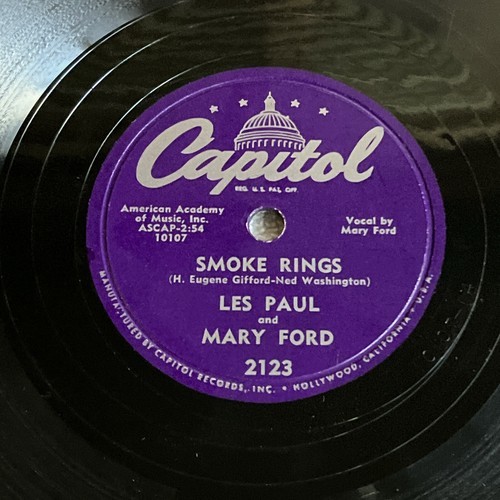 Capitol
REG. U.S. PAT. OFF.
American Academy
of Music, Inc.
ASCAP-2:54
10107
Vocal by
Mary Ford
SMOKE RINGS
(H. Eugene Gifford-Ned Washington)
LES PAUL
and
MARY FORD
2123
MANUFACTURED BY CAPITOL RECORDS, INC. • HOLLYWOOD, CALIFORNIA • U.S.A.